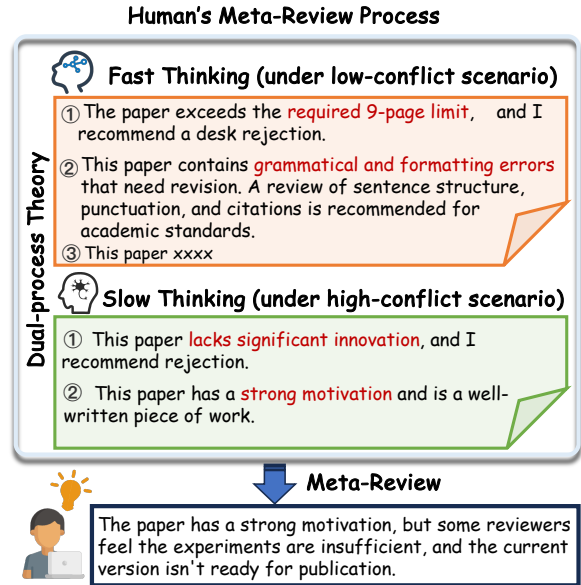 Human's Meta-Review Process
Fast Thinking (under low-conflict scenario)
① The paper exceeds the required 9-page limit, and I
recommend a desk rejection.
② This paper contains grammatical and formatting errors
that need revision. A review of sentence structure,
punctuation, and citations is recommended for
academic standards.
③ This paper xxxx
Dual-process Theory
Slow Thinking (under high-conflict scenario)
① This paper lacks significant innovation, and I
recommend rejection.
② This paper has a strong motivation and is a well-
written piece of work.
Meta-Review
The paper has a strong motivation, but some reviewers
feel the experiments are insufficient, and the current
version isn't ready for publication.